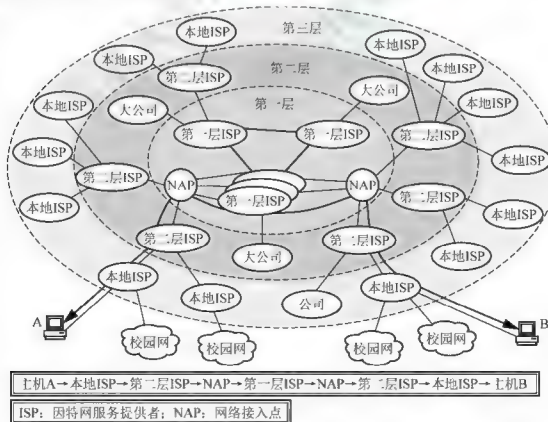 第三层
本地ISP
本地ISP
本地ISP
第二层ISP
第二层
本地ISP
本地ISP
大公司
第一层
大公司
本地ISP
本地ISP
第一层ISP
第一层ISP
第二层ISP
本地ISP
本地ISP
第二层ISP
NAP
NAP
第一层ISP
第二层ISP
本地ISP
本地ISP
第二层ISP
第二层ISP
大公司
本地ISP
本地ISP
本地ISP
公司
本地ISP
A
B
校园网
校园网
校园网
校园网
主机A→本地ISP→第二层ISP→NAP→第一层ISP→NAP→第二层ISP→本地ISP→主机B
ISP:因特网服务提供者;NAP:网络接入点